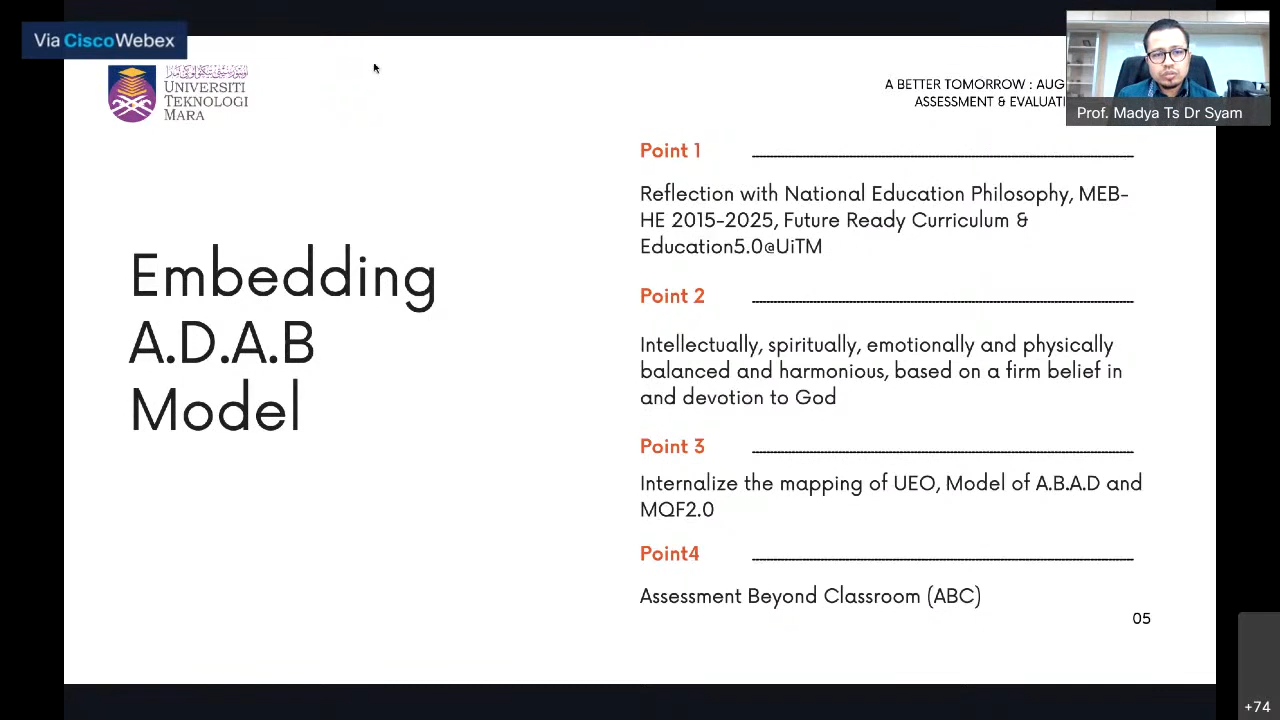 Via CiscoWebex
UNIVERSITI
TEKNOLOGI
MARA
A BETTER TOMORROW : AUG
ASSESSMENT & EVALUATI
Prof. Madya Ts Dr Syam
Embedding
A.D.A.B
Model
Point 1
Reflection with National Education Philosophy, MEB-
HE 2015-2025, Future Ready Curriculum &
Education5.0@UiTM
Point 2
Intellectually, spiritually, emotionally and physically
balanced and harmonious, based on a firm belief in
and devotion to God
Point 3
Internalize the mapping of UEO, Model of A.B.A.D and
MQF2.0
Point4
Assessment Beyond Classroom (ABC)
05
+74